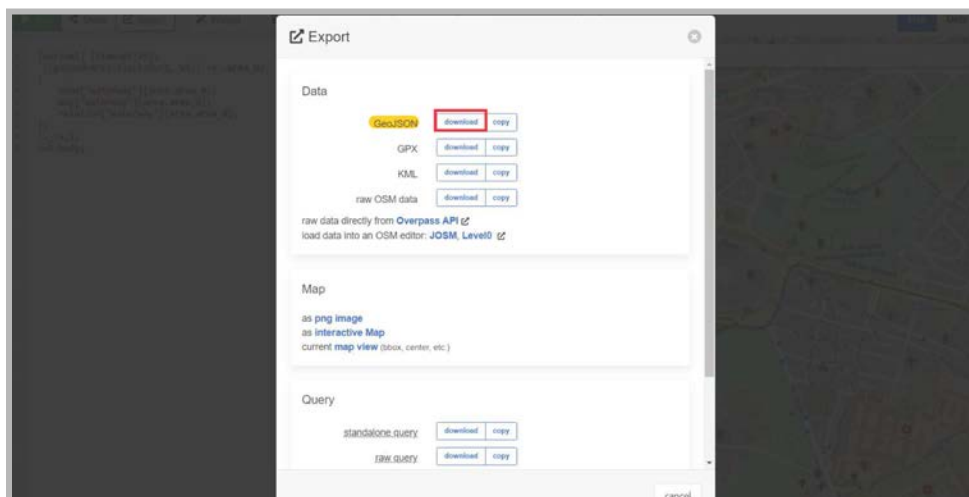 Export
Data
GeoJSON download copy
GPX download copy
KML download copy
raw OSM data download copy
raw data directly from Overpass API
load data into an OSM editor: JOSM, Level0
Map
as png image
as interactive Map
current map view (bbox, center, etc.)
Query
standalone query download copy
raw query download copy
cancel